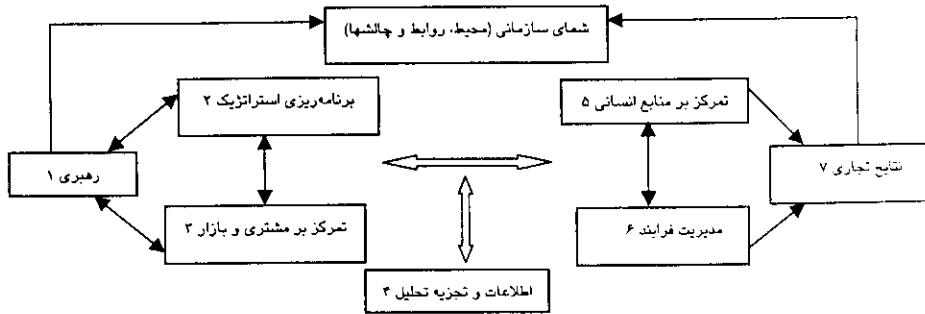 شمای سازمانی (محیط، روابط و چالشها)
برنامه‌ریزی استراتژیک ۲
تمرکز بر منابع انسانی ۵
رهبری ۱
نتایج تجاری ۷
تمرکز بر مشتری و بازار ۳
مدیریت فرایند ۶
اطلاعات و تجزیه تحلیل ۴